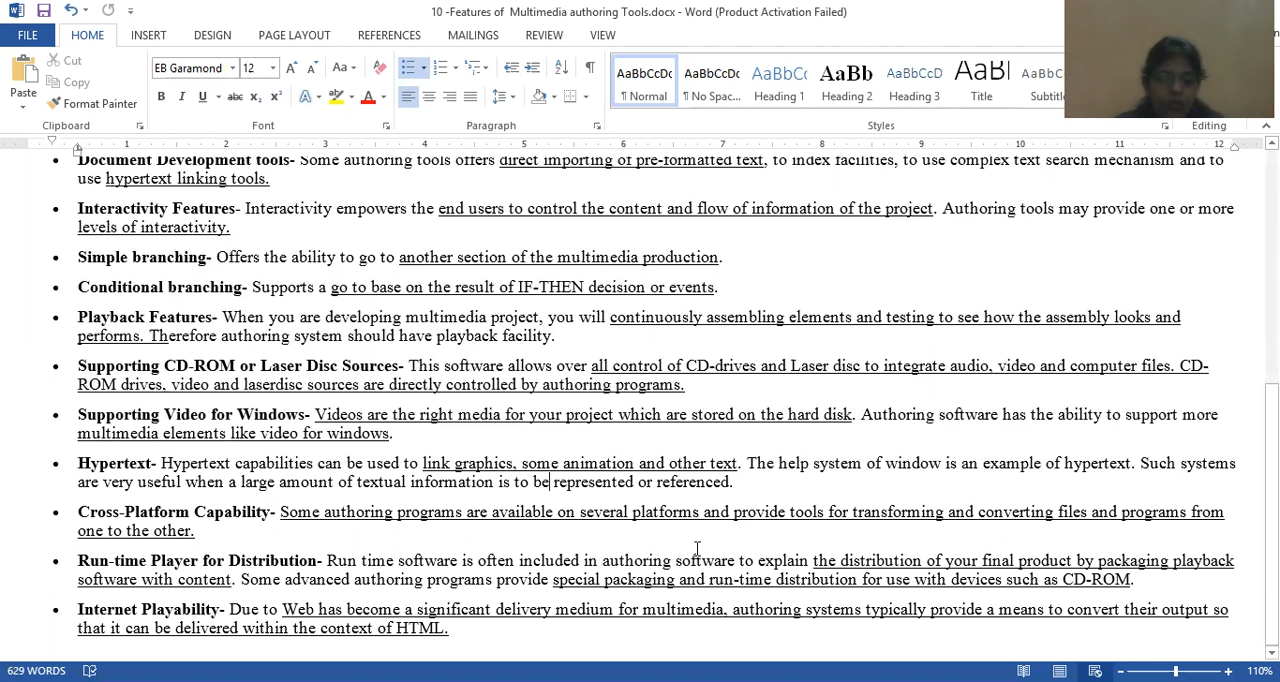 10 -Features of  Multimedia authoring Tools.docx - Word (Product Activation Failed)
FILE HOME INSERT DESIGN PAGE LAYOUT REFERENCES MAILINGS REVIEW VIEW
Cut
Copy
Format Painter
Paste
EB Garamond 12
AaBbCcDc AaBbCcDc AaBbCc AaBb AaBbCcD AaBb AaBbCcD
¶ Normal ¶ No Spac... Heading 1 Heading 2 Heading 3 Title Subtitle
Clipboard Font Paragraph Styles Editing
1 2 3 4 5 6 7 8 9 10 11 12
• Document Development tools- Some authoring tools offers direct importing of pre-formatted text, to index facilities, to use complex text search mechanism and to
use hypertext linking tools.
• Interactivity Features- Interactivity empowers the end users to control the content and flow of information of the project. Authoring tools may provide one or more
levels of interactivity.
• Simple branching- Offers the ability to go to another section of the multimedia production.
• Conditional branching- Supports a go to base on the result of IF-THEN decision or events.
• Playback Features- When you are developing multimedia project, you will continuously assembling elements and testing to see how the assembly looks and
performs. Therefore authoring system should have playback facility.
• Supporting CD-ROM or Laser Disc Sources- This software allows over all control of CD-drives and Laser disc to integrate audio, video and computer files. CD-
ROM drives, video and laserdisc sources are directly controlled by authoring programs.
• Supporting Video for Windows- Videos are the right media for your project which are stored on the hard disk. Authoring software has the ability to support more
multimedia elements like video for windows.
• Hypertext- Hypertext capabilities can be used to link graphics, some animation and other text. The help system of window is an example of hypertext. Such systems
are very useful when a large amount of textual information is to be represented or referenced.
• Cross-Platform Capability- Some authoring programs are available on several platforms and provide tools for transforming and converting files and programs from
one to the other.
• Run-time Player for Distribution- Run time software is often included in authoring software to explain the distribution of your final product by packaging playback
software with content. Some advanced authoring programs provide special packaging and run-time distribution for use with devices such as CD-ROM.
• Internet Playability- Due to Web has become a significant delivery medium for multimedia, authoring systems typically provide a means to convert their output so
that it can be delivered within the context of HTML.
629 WORDS 110%